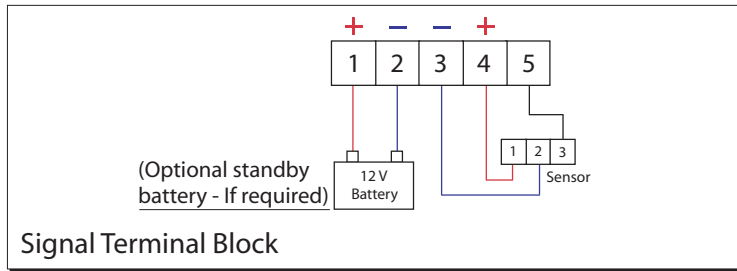 + − − +
1 2 3 4 5
1 2 3
Sensor
(Optional standby
battery - If required)
12 V
Battery
Signal Terminal Block